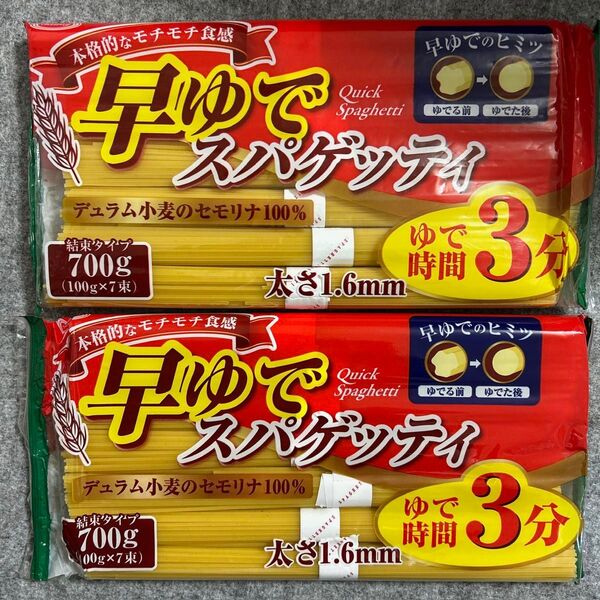 本格的なモチモチ食感
早ゆでのヒミツ
ゆでる前
ゆでた後
早ゆで
Quick
Spaghetti
スパゲッティ
デュラム小麦のセモリナ100%
結束タイプ
700g
(100g×7束)
太さ1.6mm
ゆで
時間
3分
本格的なモチモチ食感
早ゆでのヒミツ
ゆでる前
ゆでた後
早ゆで
Quick
Spaghetti
スパゲッティ
デュラム小麦のセモリナ100%
結束タイプ
700g
00g×7束)
太さ1.6mm
ゆで
時間
3分